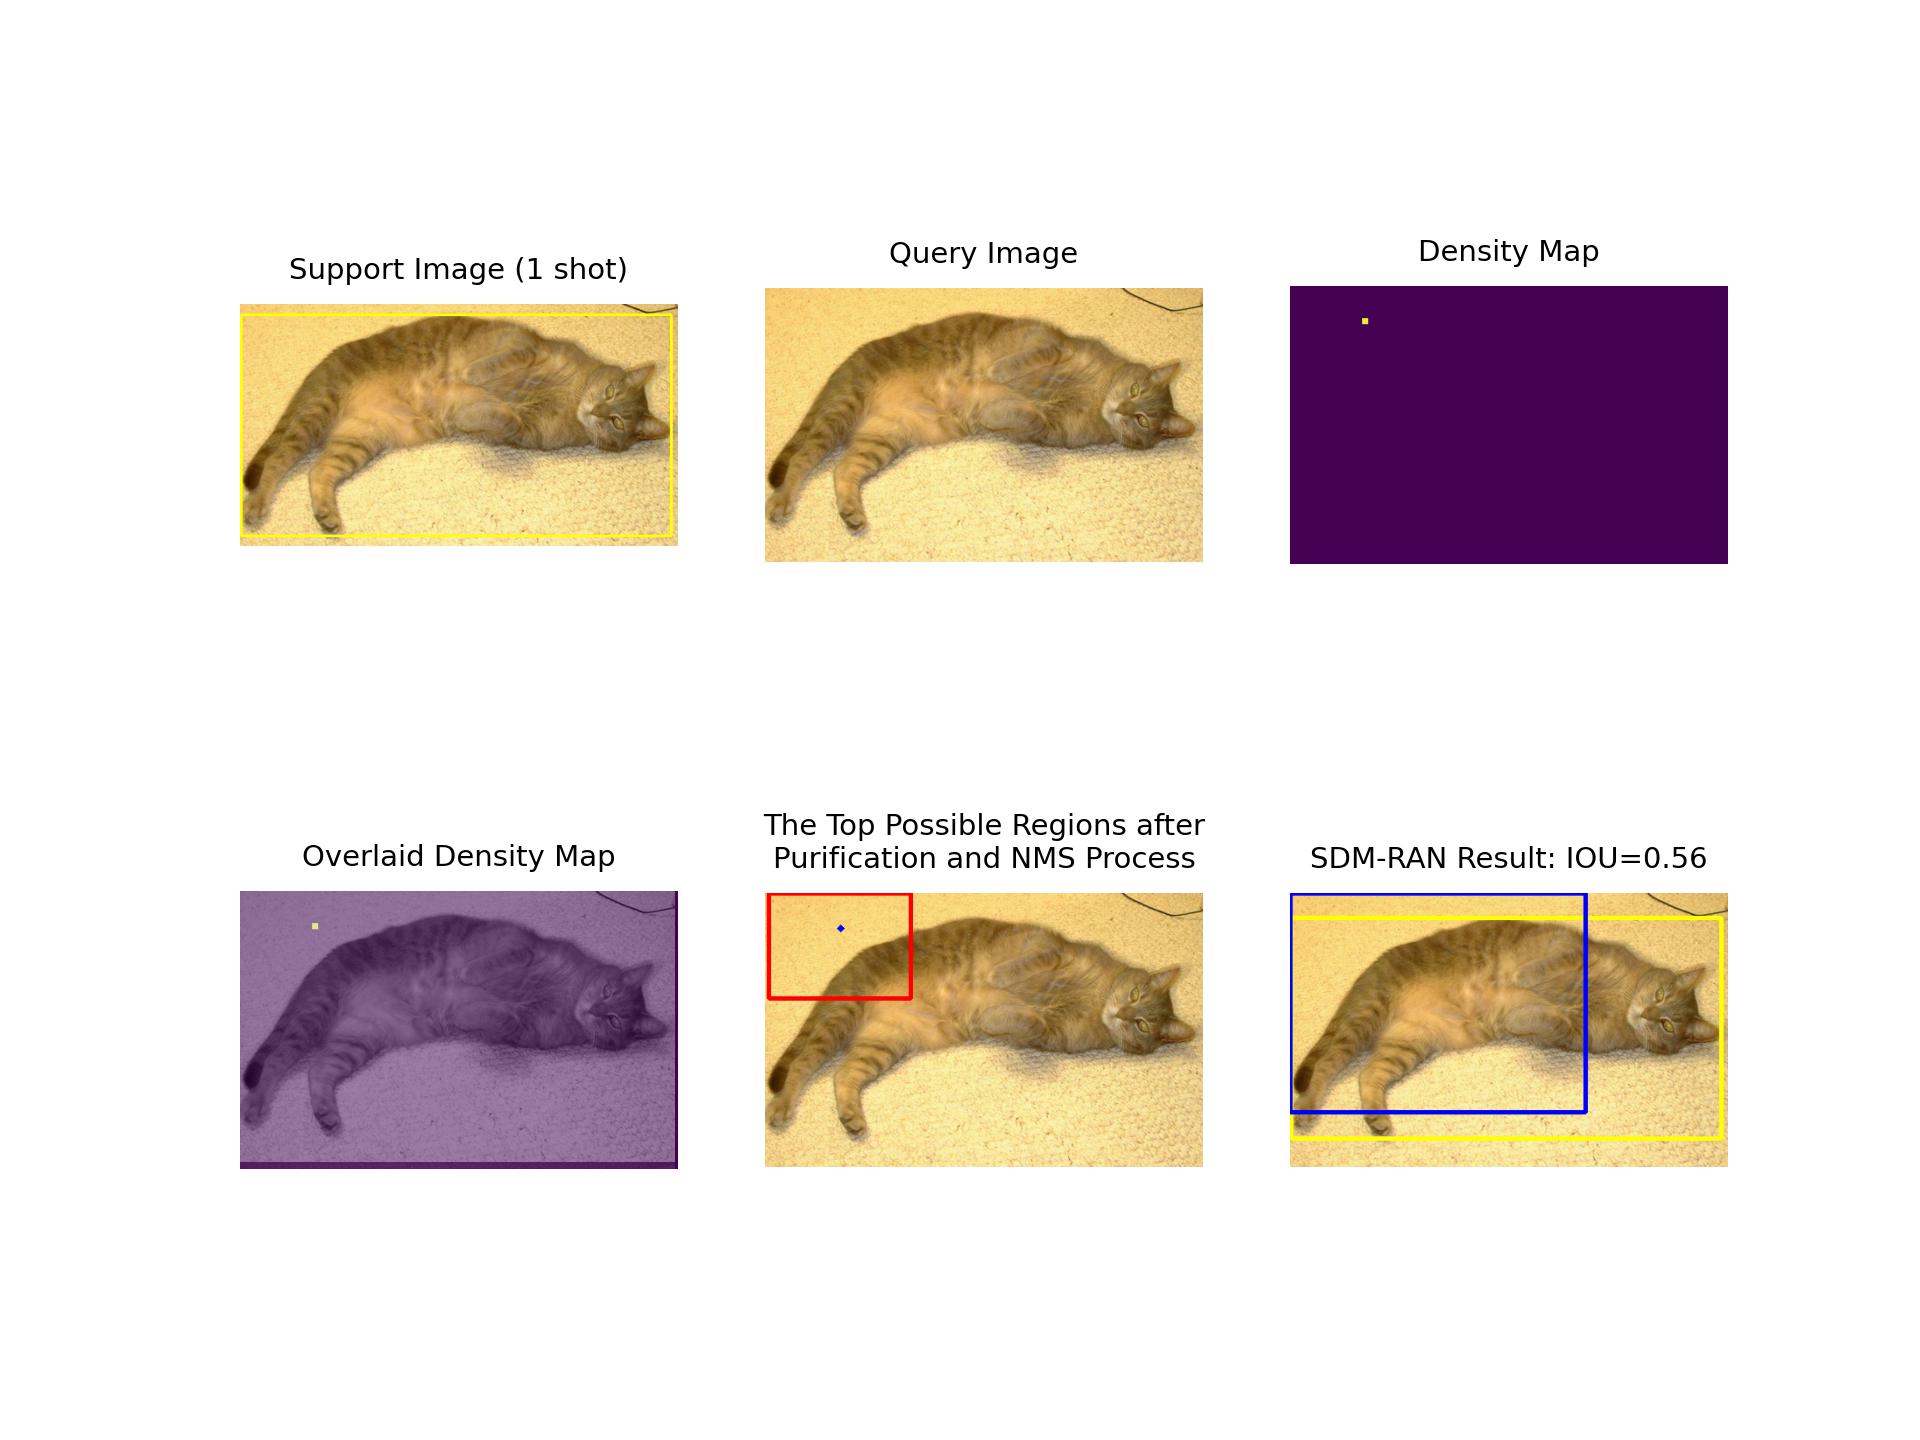 Support Image (1 shot)
Query Image
Density Map
Overlaid Density Map
The Top Possible Regions after
Purification and NMS Process
SDM-RAN Result: IOU=0.56